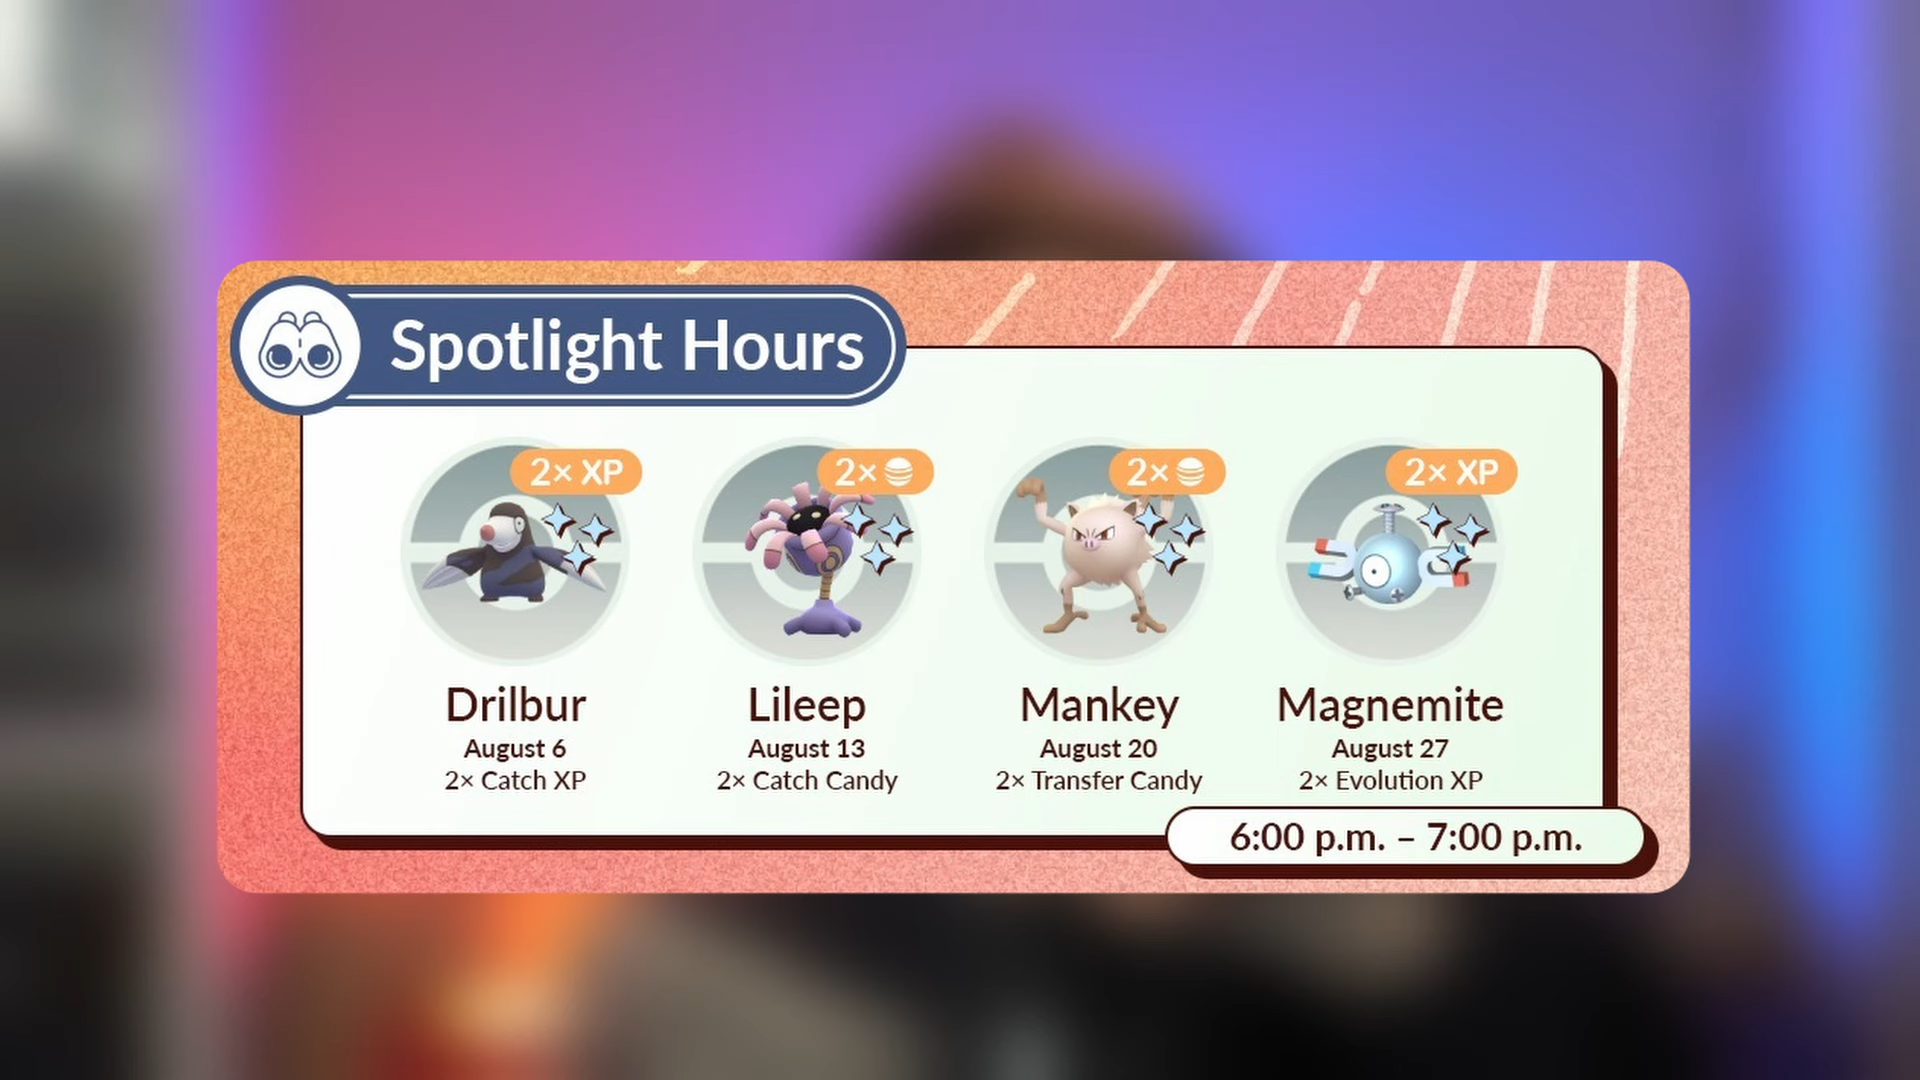 Spotlight Hours
2× XP
2×
2×
2× XP
Drilbur
August 6
2× Catch XP
Lileep
August 13
2× Catch Candy
Mankey
August 20
2× Transfer Candy
Magnemite
August 27
2× Evolution XP
6:00 p.m. – 7:00 p.m.